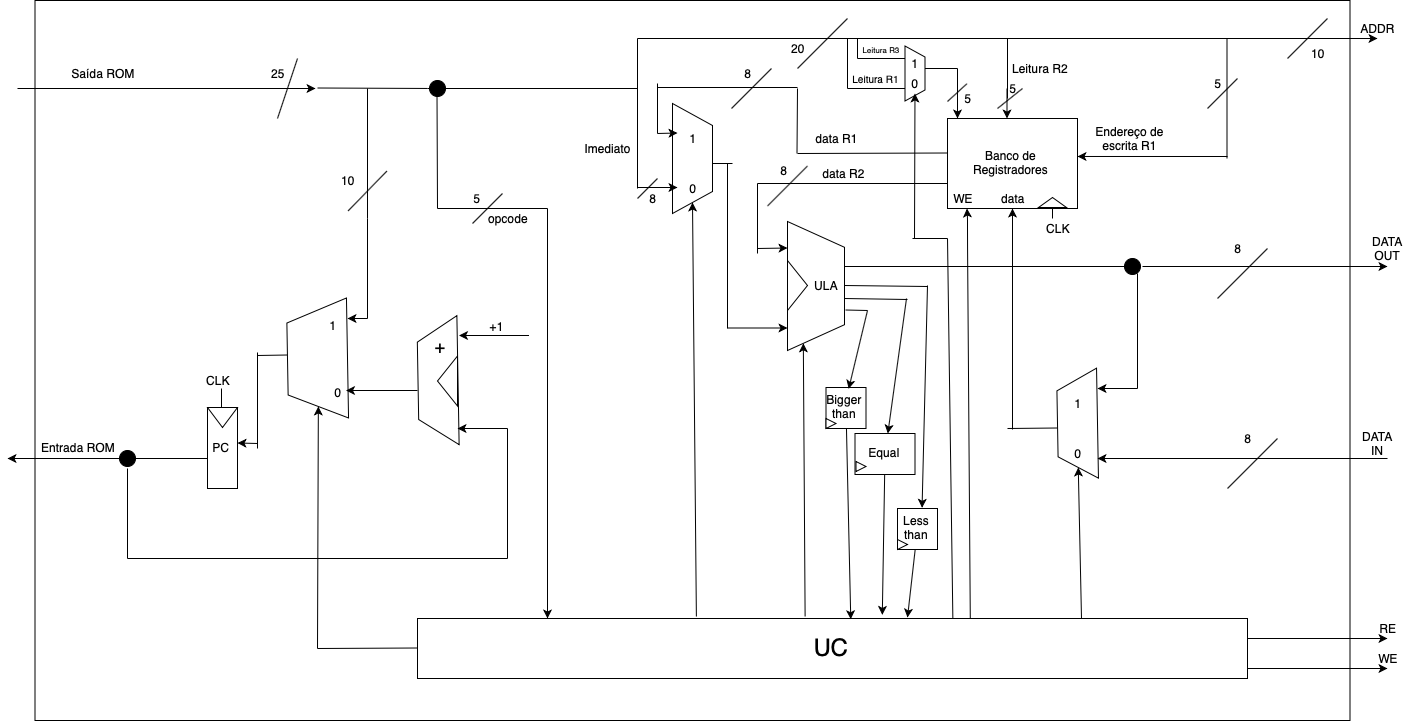 ADDR
20
10
Leitura R3
1
Saída ROM
25
8
Leitura R2
Leitura R1
0
5
5
5
Endereço de
escrita R1
1
data R1
Imediato
Banco de
Registradores
10
8
data R2
0
8
5
opcode
WE
data
CLK
DATA
OUT
8
ULA
1
+1
+
CLK
0
Bigger
than
1
PC
Entrada ROM
Equal
0
8
DATA
IN
Less
than
UC
RE
WE